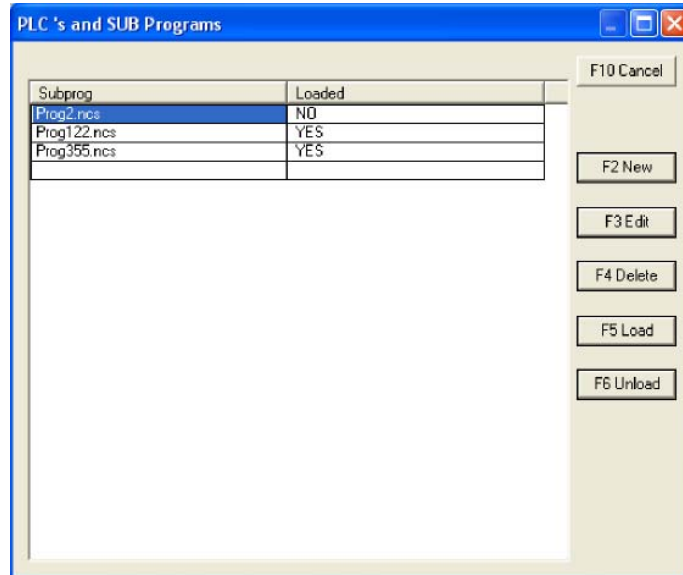 PLC 's and SUB Programs
F10 Cancel
Subprog Loaded
Prog2.ncs NO
Prog122.ncs YES
Prog355.ncs YES
F2 New
F3 Edit
F4 Delete
F5 Load
F6 Unload